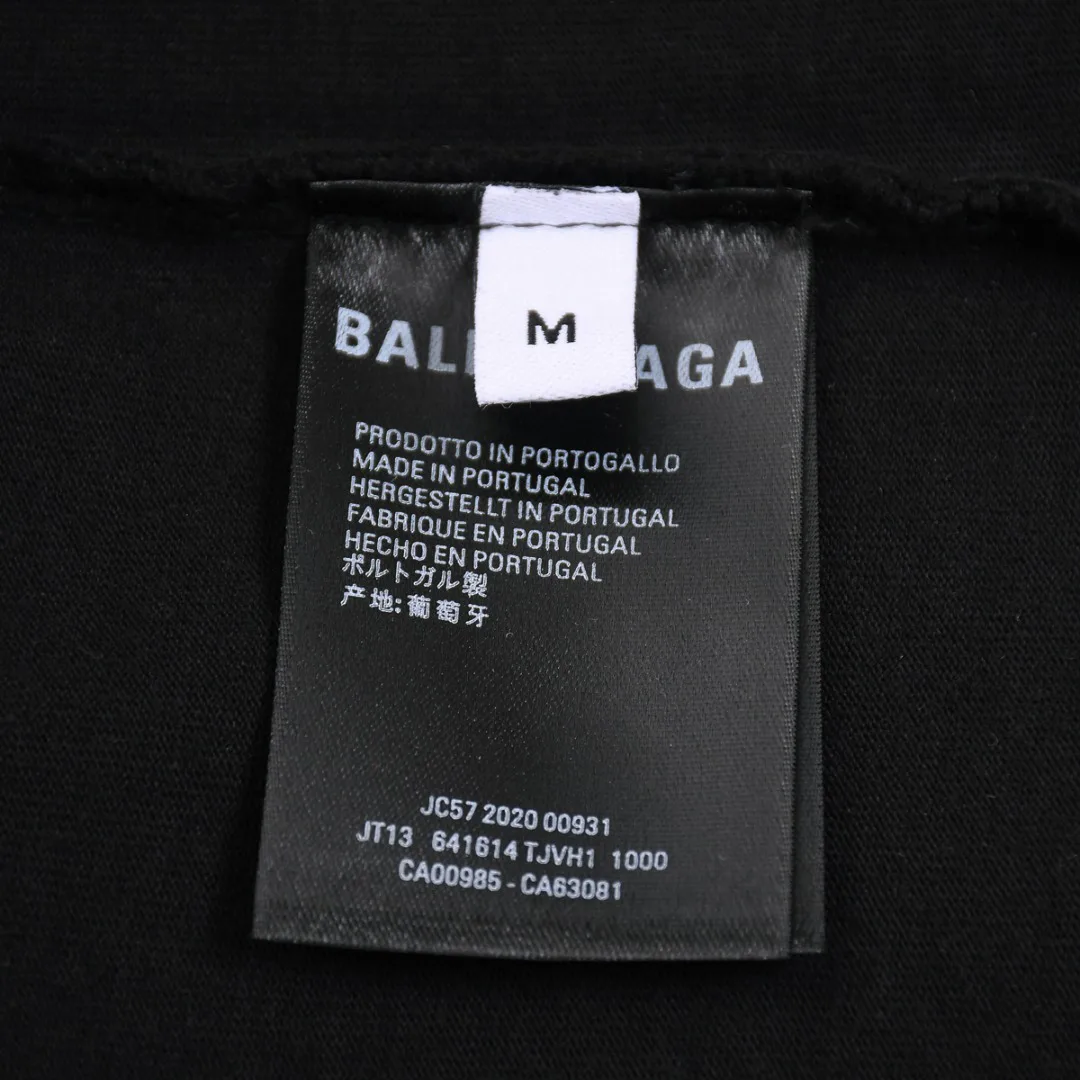 M
BAL AGA
PRODOTTO IN PORTOGALLO
MADE IN PORTUGAL
HERGESTELLT IN PORTUGAL
FABRIQUE EN PORTUGAL
HECHO EN PORTUGAL
ポルトガル製
产地: 葡萄牙
JC57 2020 00931
JT13 641614 TJVH1 1000
CA00985 - CA63081